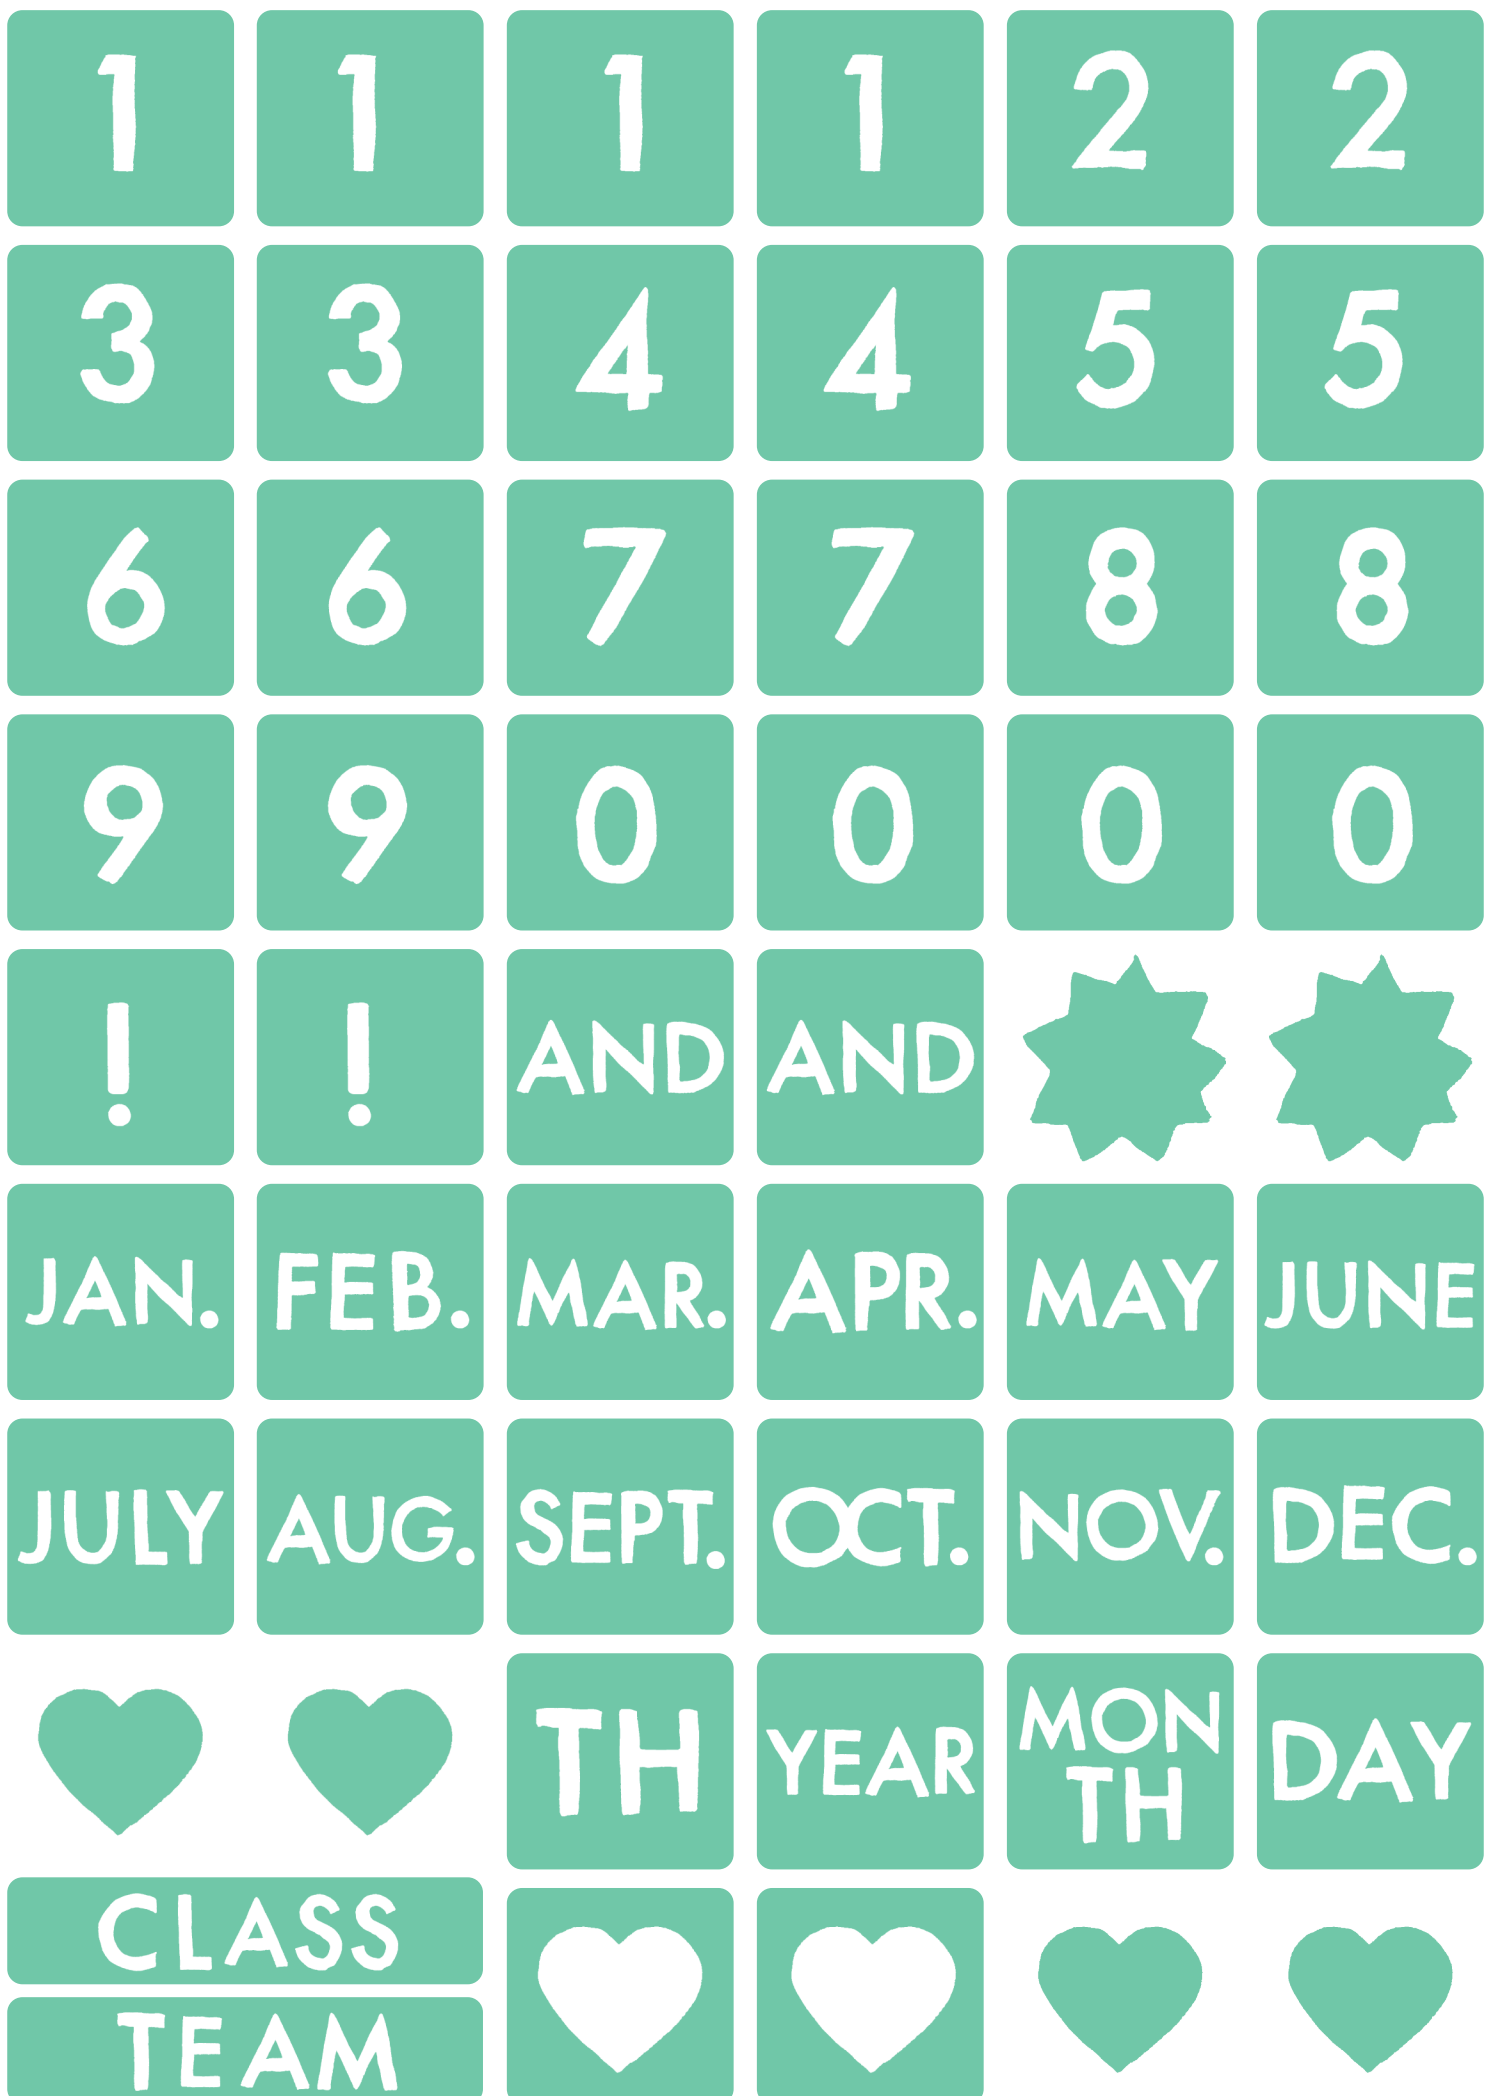 1 1 1 1 2 2
3 3 4 4 5 5
6 6 7 7 8 8
9 9 0 0 0 0
! ! AND AND
JAN. FEB. MAR. APR. MAY JUNE
JULY AUG. SEPT. OCT. NOV. DEC.
TH YEAR MON
TH DAY
CLASS
TEAM